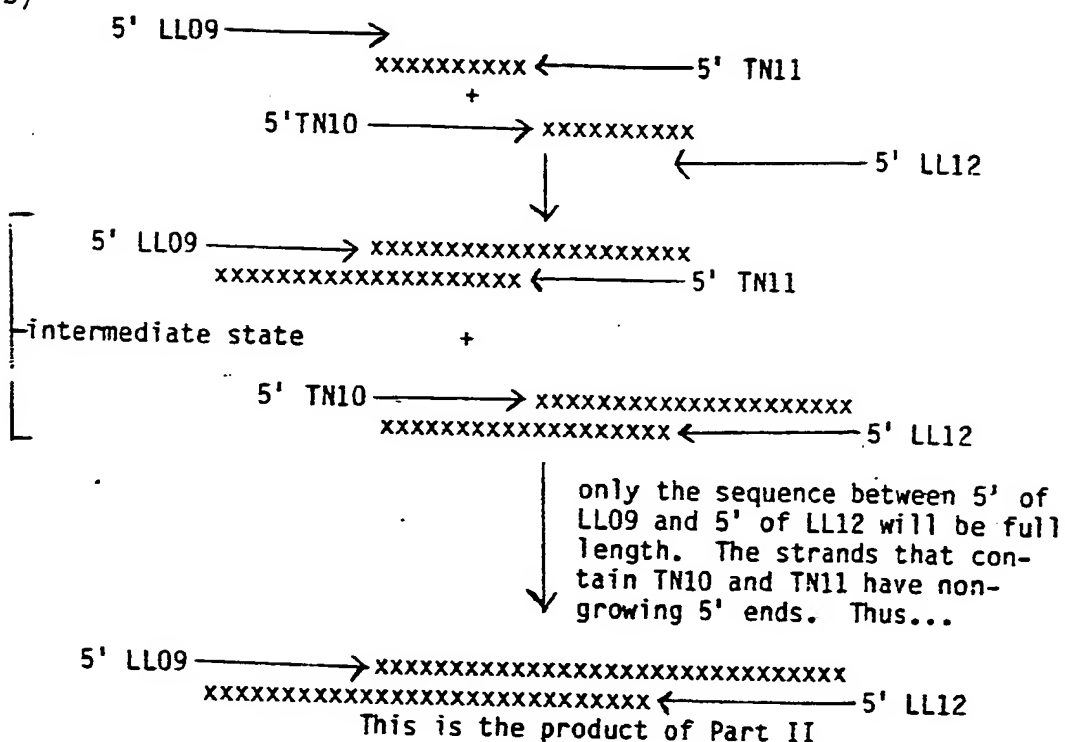 5' LL09
xxxxxxxxxx 5' TN11
+
5'TN10 xxxxxxxxxx
5' LL12
5' LL09 xxxxxxxxxxxxxxxxxxxxx
xxxxxxxxxxxxxxxxxxxx 5' TN11
intermediate state +
5' TN10 xxxxxxxxxxxxxxxxxxxxx
xxxxxxxxxxxxxxxxxxx 5' LL12
only the sequence between 5' of
LL09 and 5' of LL12 will be full
length. The strands that con-
tain TN10 and TN11 have non-
growing 5' ends. Thus...
5' LL09 xxxxxxxxxxxxxxxxxxxxxxxxxxxxxxx
xxxxxxxxxxxxxxxxxxxxxxxxxxxxx 5' LL12
This is the product of Part II